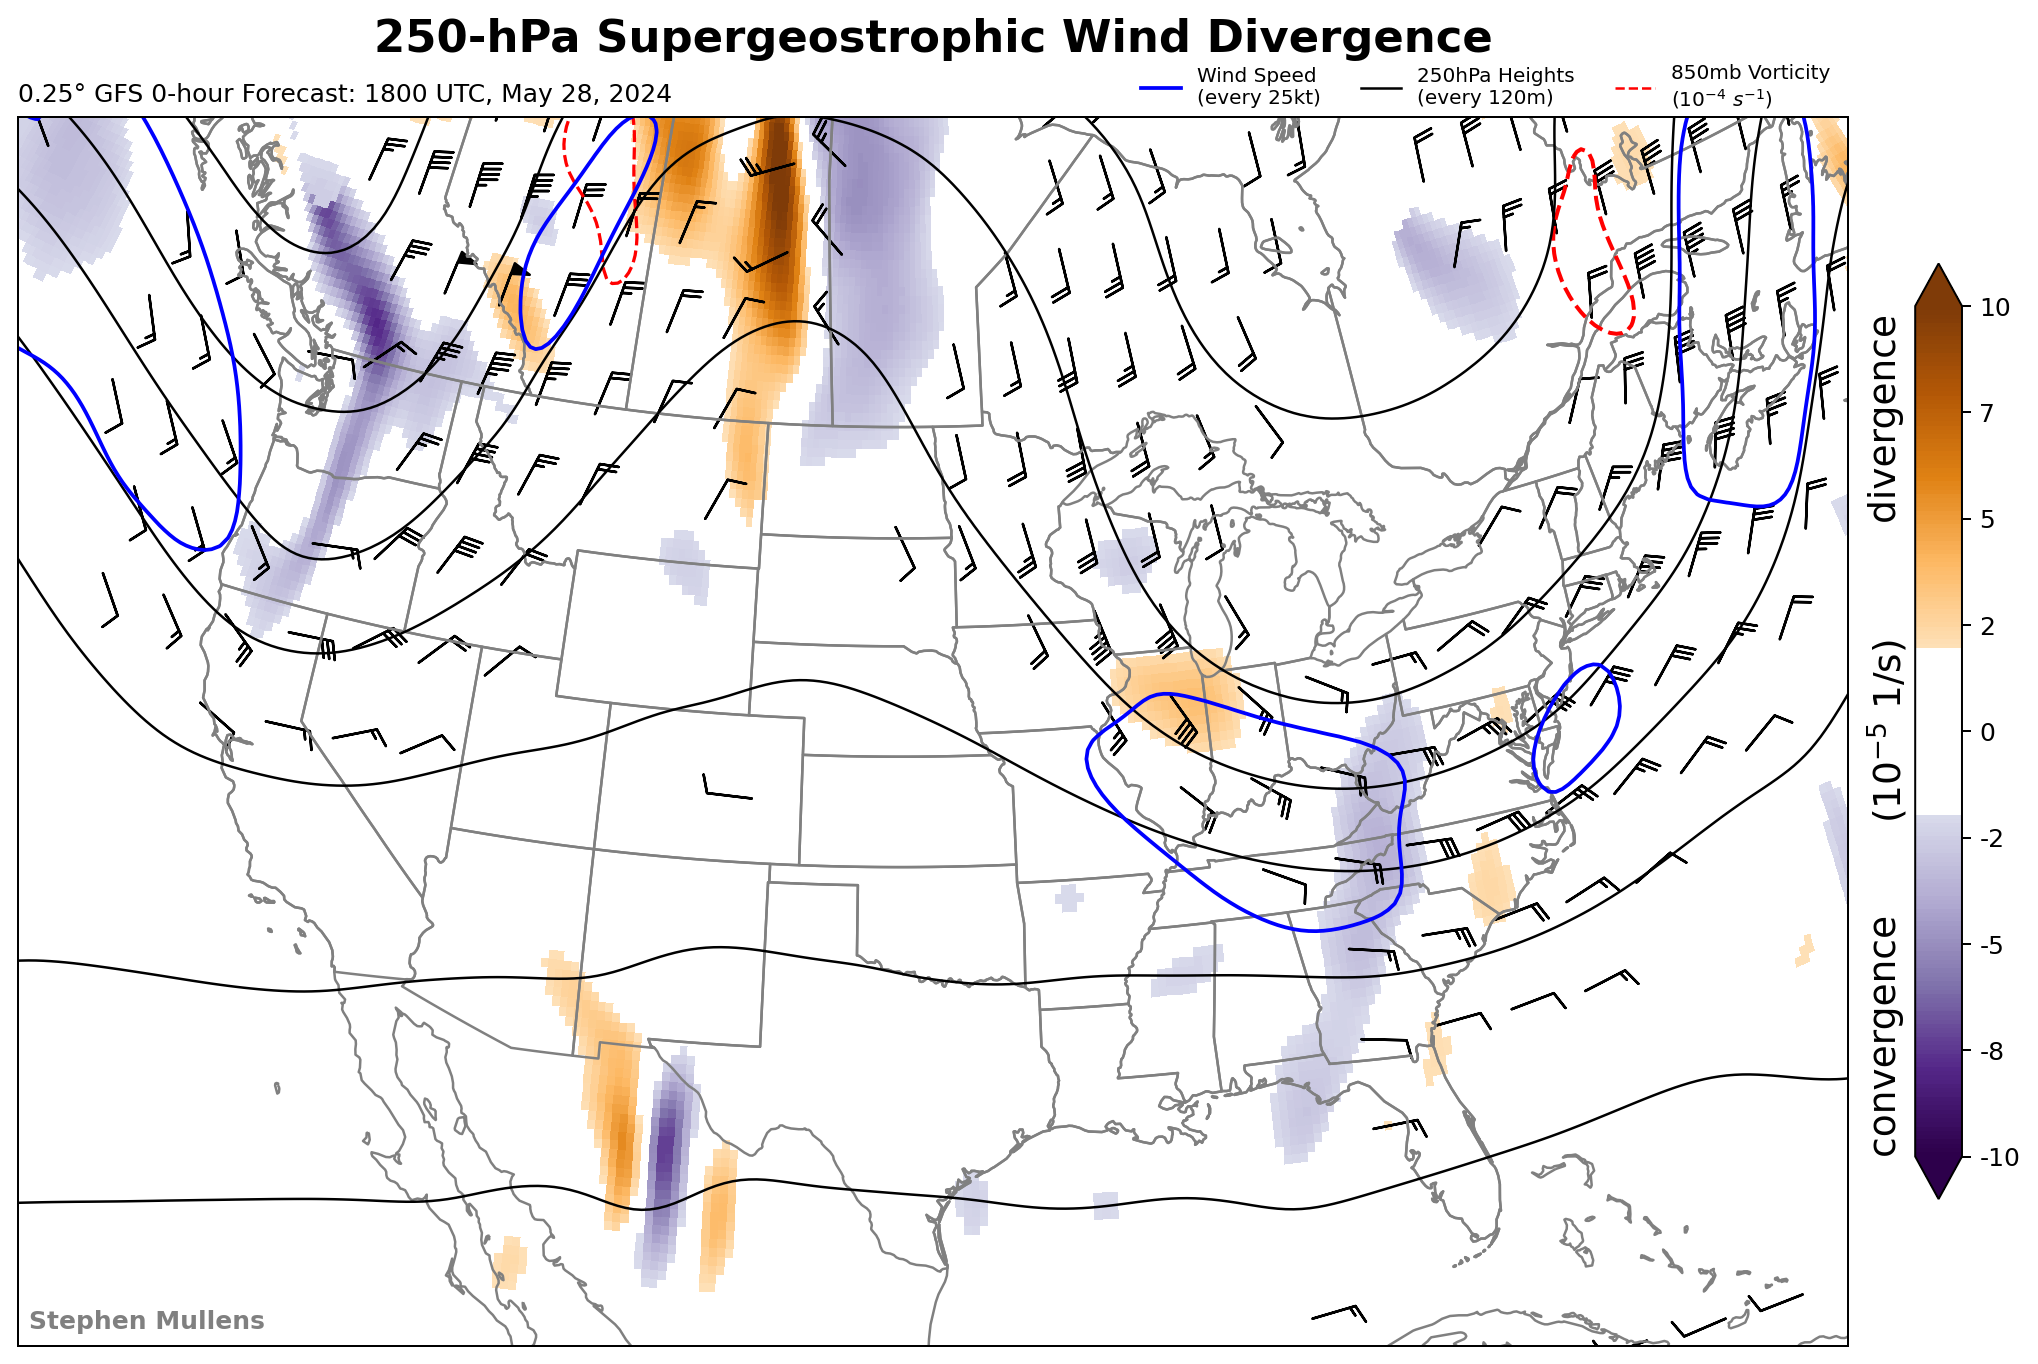 250-hPa Supergeostrophic Wind Divergence
0.25° GFS 0-hour Forecast: 1800 UTC, May 28, 2024
Wind Speed
(every 25kt)
250hPa Heights
(every 120m)
850mb Vorticity
(10⁻⁴ s⁻¹)
10
7
5
2
0
-2
-5
-8
-10
convergence (10⁻⁵ 1/s) divergence
Stephen Mullens